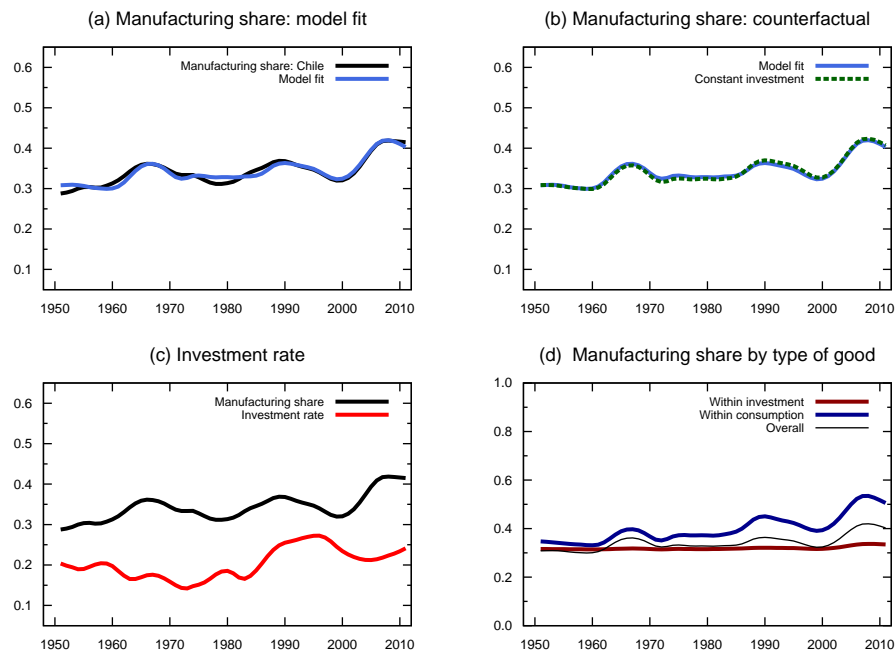 (a) Manufacturing share: model fit
0.6
0.5
0.4
0.3
0.2
0.1
Manufacturing share: Chile
Model fit
1950 1960 1970 1980 1990 2000 2010
(b) Manufacturing share: counterfactual
0.6
0.5
0.4
0.3
0.2
0.1
Model fit
Constant investment
1950 1960 1970 1980 1990 2000 2010
(c) Investment rate
0.6
0.5
0.4
0.3
0.2
0.1
Manufacturing share
Investment rate
1950 1960 1970 1980 1990 2000 2010
(d) Manufacturing share by type of good
1.0
0.8
0.6
0.4
0.2
0.0
Within investment
Within consumption
Overall
1950 1960 1970 1980 1990 2000 2010